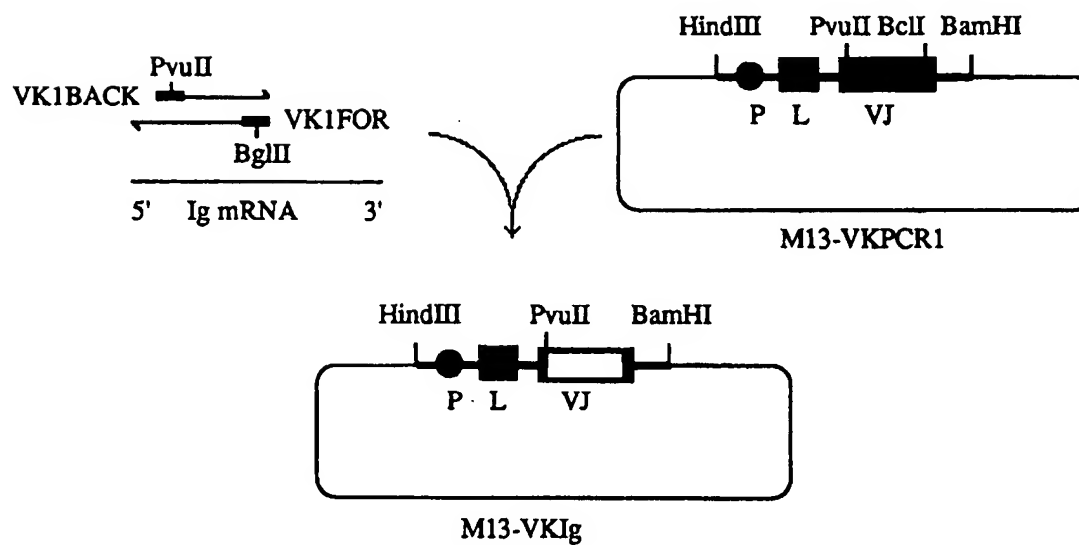 PvuII
VK1BACK
VK1FOR
BglII
5' Ig mRNA 3'
HindIII PvuII BclI BamHI
P L VJ
M13-VKPCR1
HindIII PvuII BamHI
P L VJ
M13-VKIg